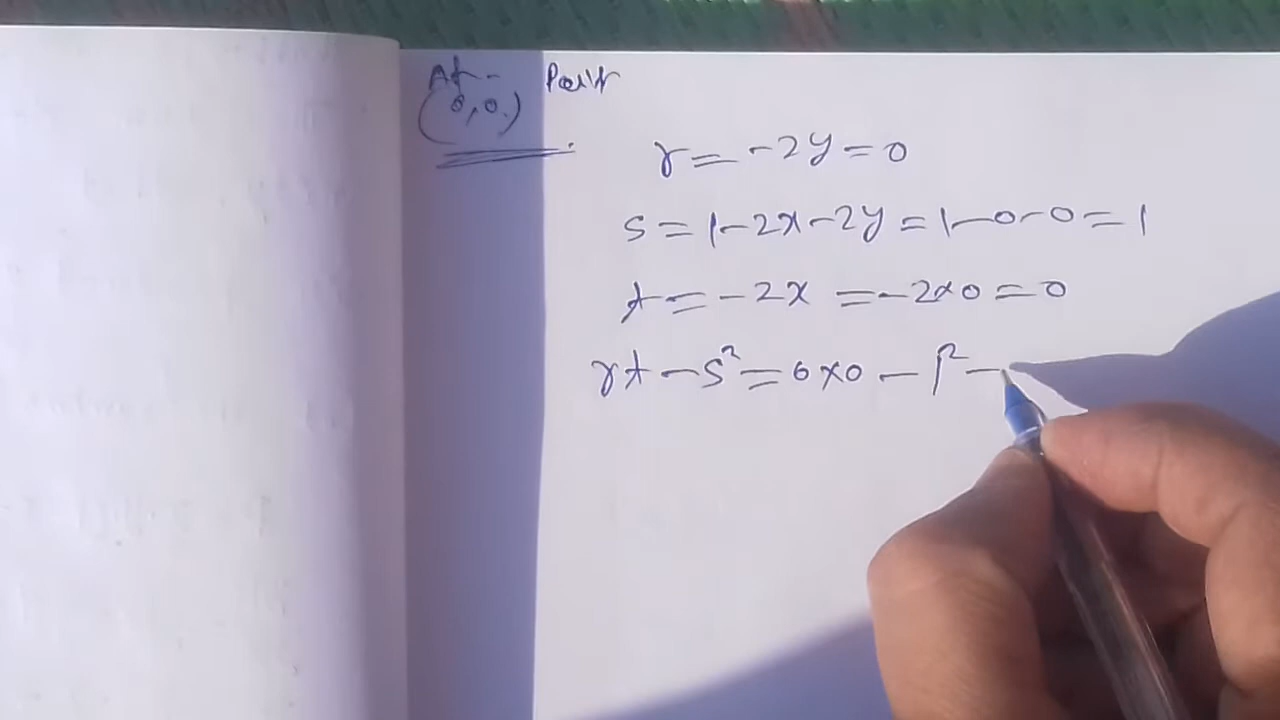 At - Point
(0,0.)
r = -2y = 0
s = 1-2x-2y = 1-0-0 = 1
t = -2x = -2×0 = 0
rt - s² = 0×0 - 1² -